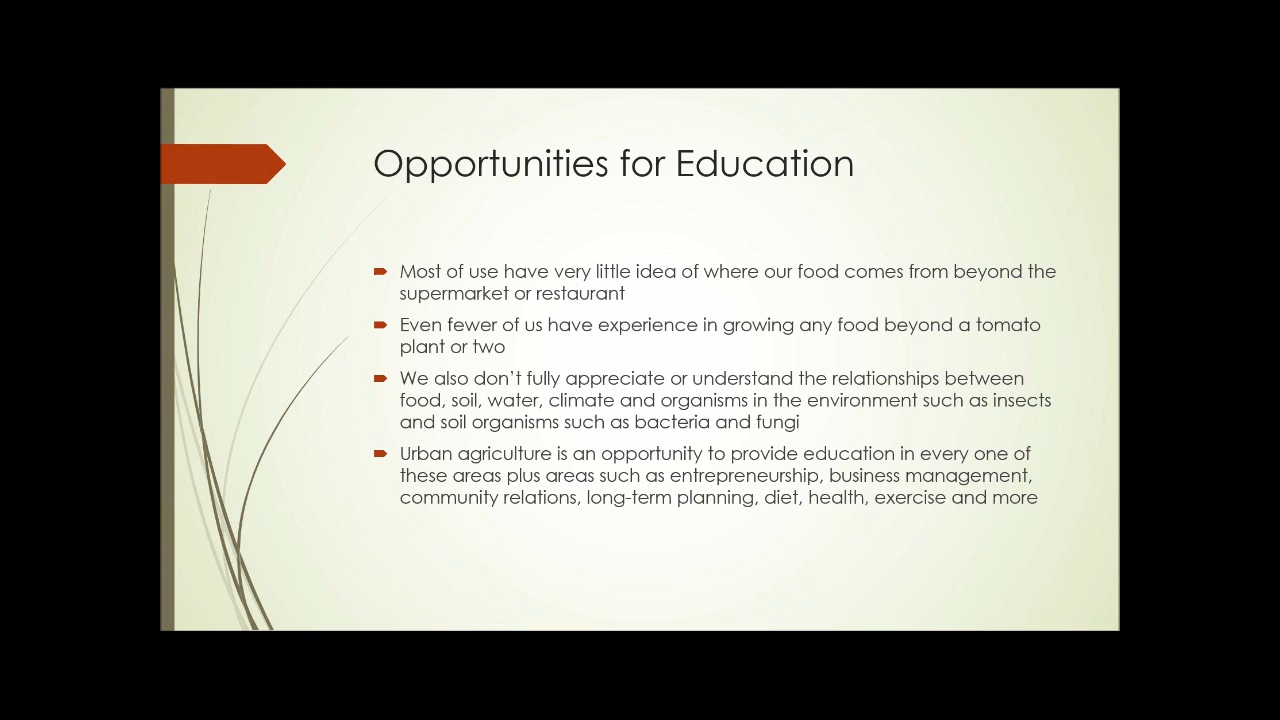 Opportunities for Education
Most of use have very little idea of where our food comes from beyond the
supermarket or restaurant
Even fewer of us have experience in growing any food beyond a tomato
plant or two
We also don’t fully appreciate or understand the relationships between
food, soil, water, climate and organisms in the environment such as insects
and soil organisms such as bacteria and fungi
Urban agriculture is an opportunity to provide education in every one of
these areas plus areas such as entrepreneurship, business management,
community relations, long-term planning, diet, health, exercise and more